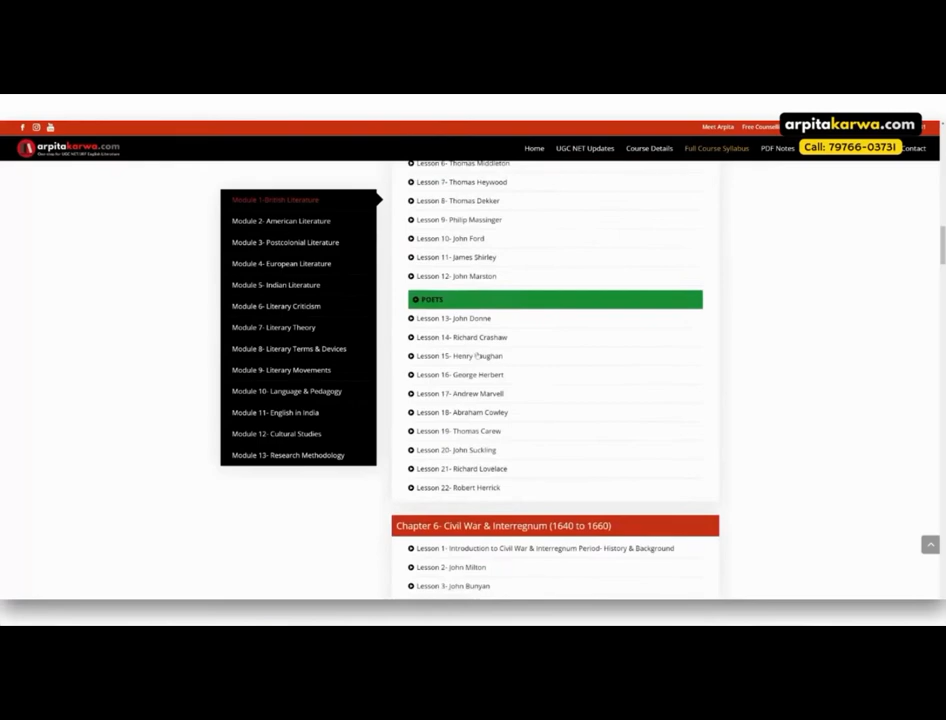 arpitakarwa.com
Call: 79766-03731
Meet Arpita
Free Counselli
arpitakarwa.com
Home
UGC NET Updates
Course Details
Full Course Syllabus
PDF Notes
Contact
Module 1-British Literature
Module 2- American Literature
Module 3- Postcolonial Literature
Module 4- European Literature
Module 5- Indian Literature
Module 6- Literary Criticism
Module 7- Literary Theory
Module 8- Literary Terms & Devices
Module 9- Literary Movements
Module 10- Language & Pedagogy
Module 11- English in India
Module 12- Cultural Studies
Module 13- Research Methodology
Lesson 6- Thomas Middleton
Lesson 7- Thomas Heywood
Lesson 8- Thomas Dekker
Lesson 9- Philip Massinger
Lesson 10- John Ford
Lesson 11- James Shirley
Lesson 12- John Marston
POETS
Lesson 13- John Donne
Lesson 14- Richard Crashaw
Lesson 15- Henry Vaughan
Lesson 16- George Herbert
Lesson 17- Andrew Marvell
Lesson 18- Abraham Cowley
Lesson 19- Thomas Carew
Lesson 20- John Suckling
Lesson 21- Richard Lovelace
Lesson 22- Robert Herrick
Chapter 6- Civil War & Interregnum (1640 to 1660)
Lesson 1- Introduction to Civil War & Interregnum Period- History & Background
Lesson 2- John Milton
Lesson 3- John Bunyan